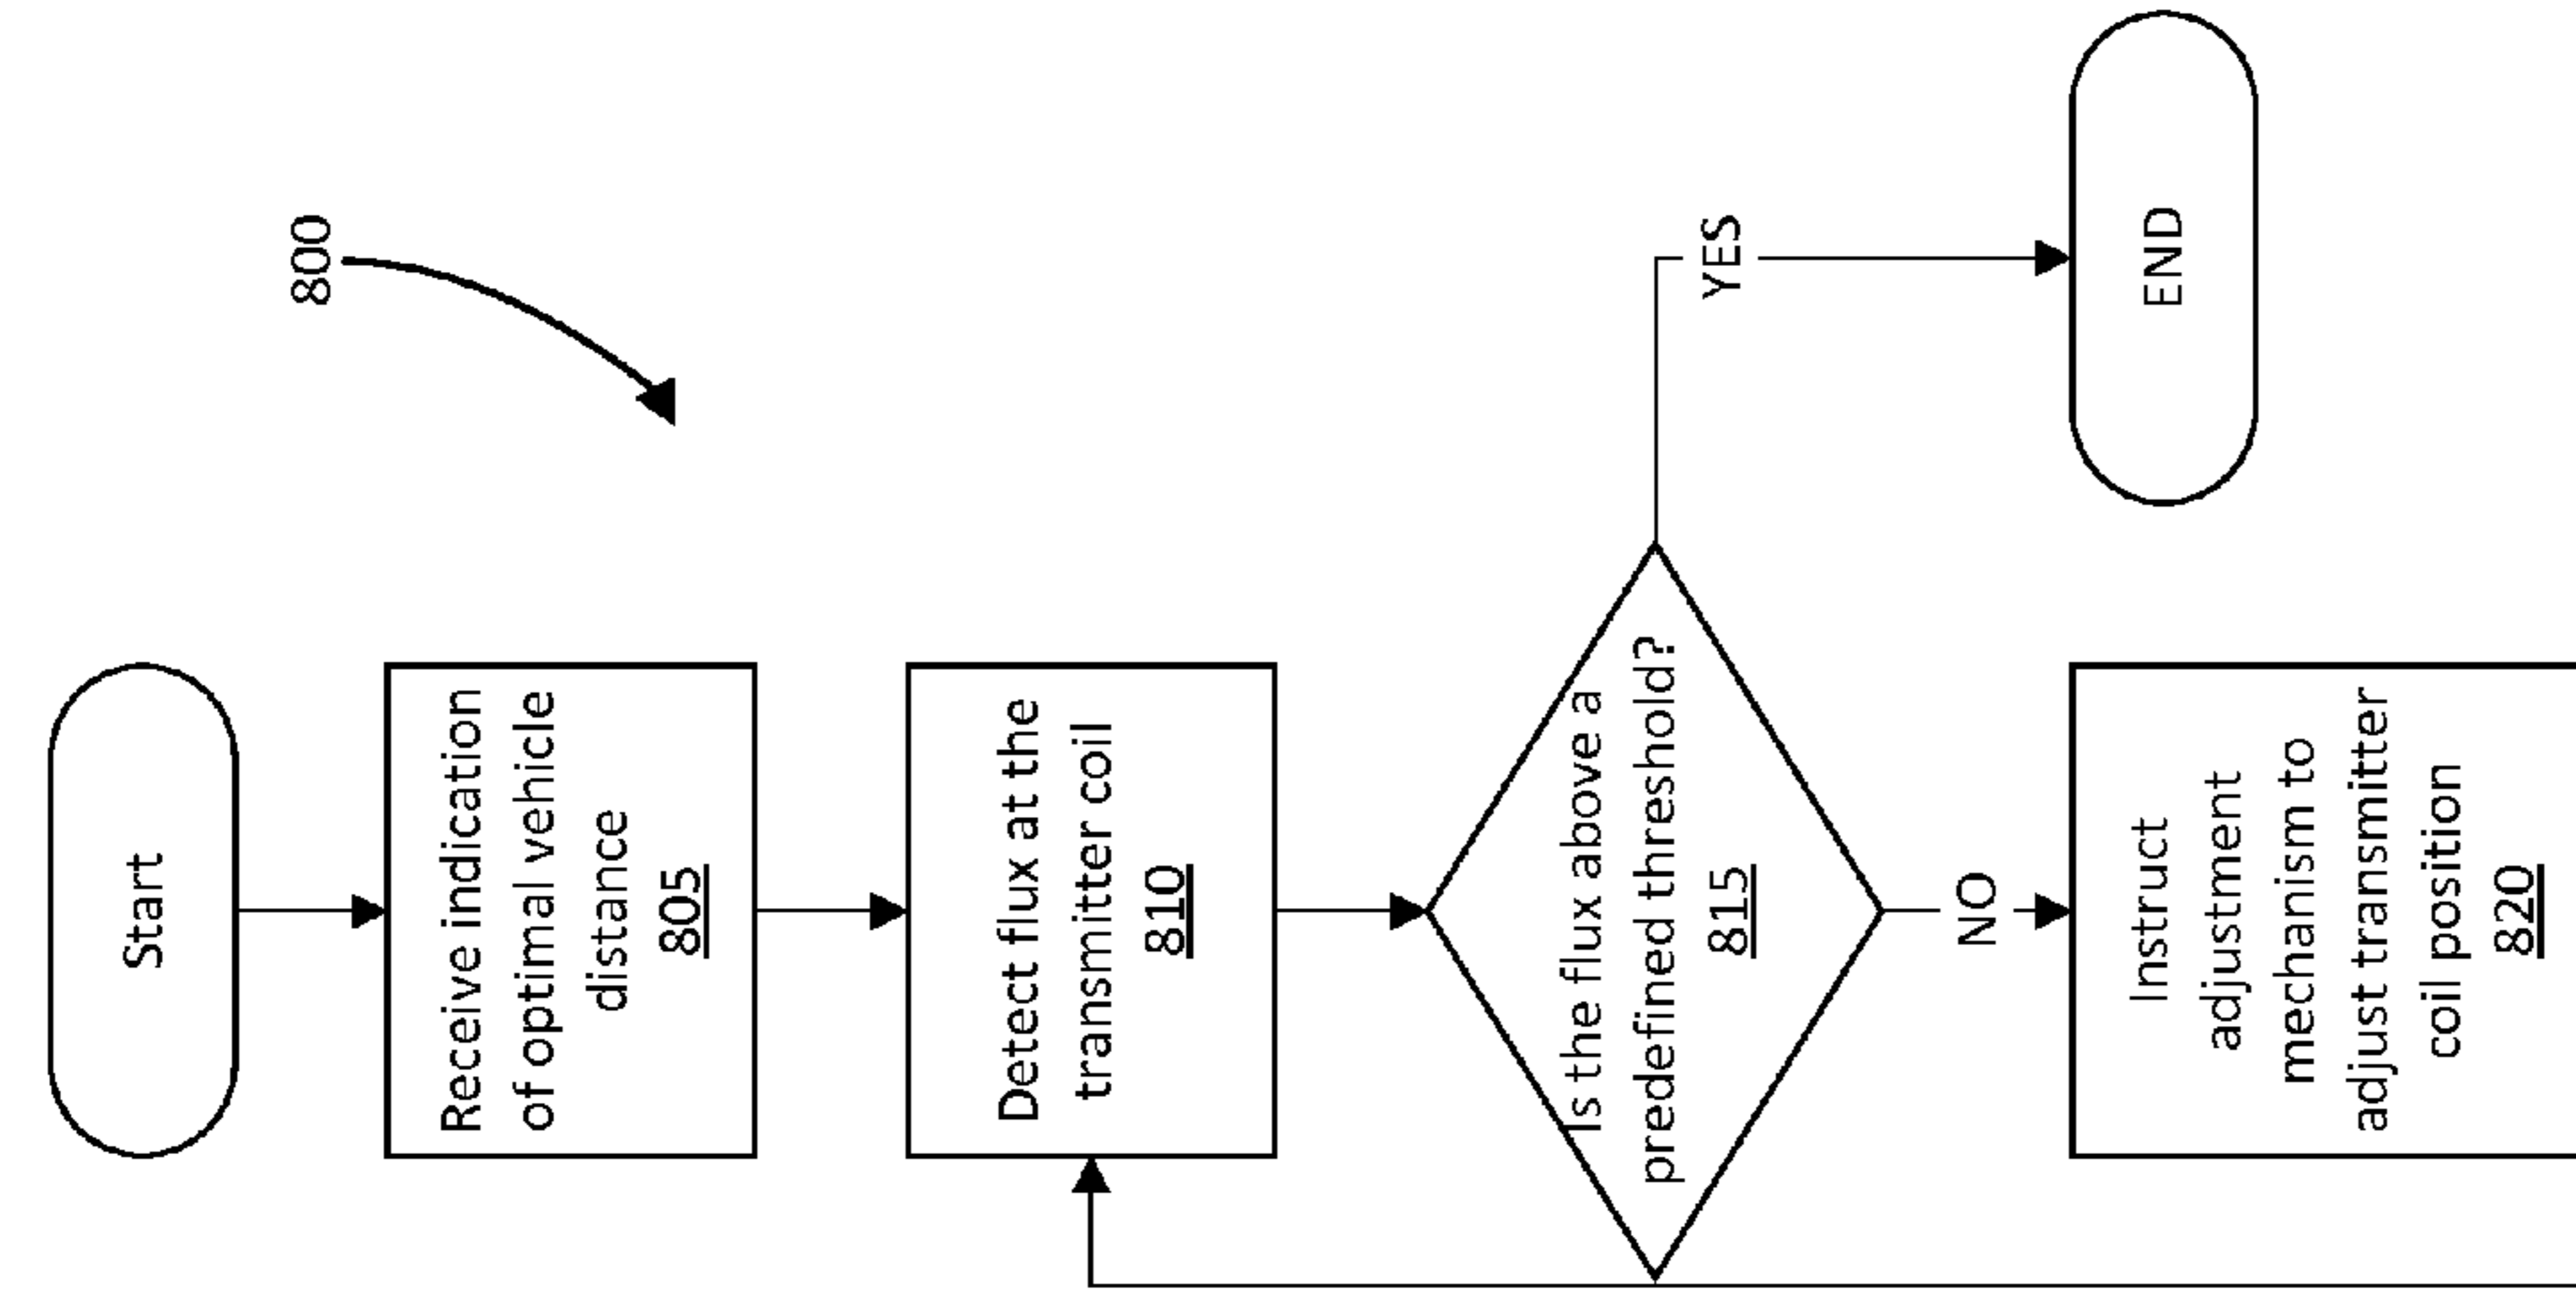 800
Start
Receive indication
of optimal vehicle
distance
805
Detect flux at the
transmitter coil
810
Is the flux above a
predefined threshold?
815
YES
NO
END
Instruct
adjustment
mechanism to
adjust transmitter
coil position
820